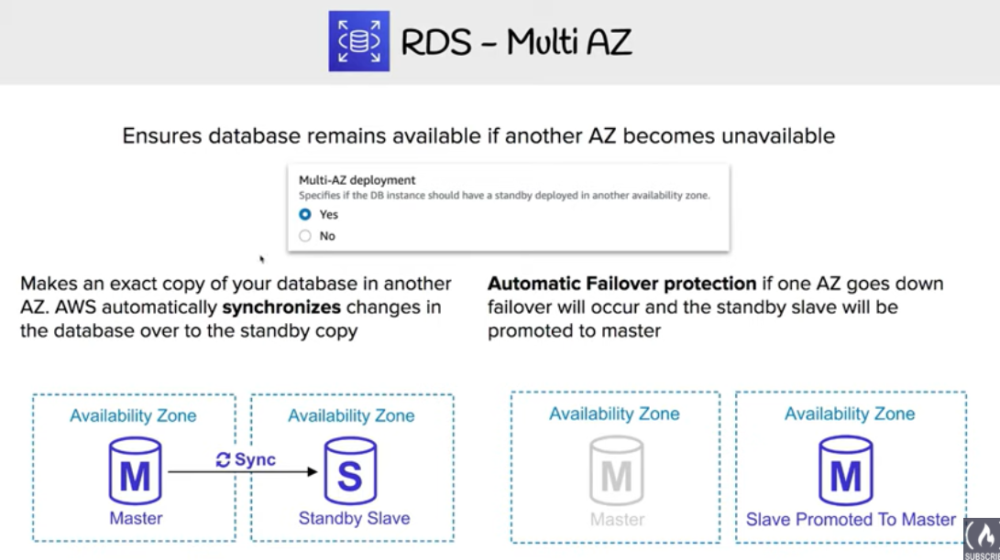 RDS – Multi AZ
Ensures database remains available if another AZ becomes unavailable
Multi-AZ deployment
Specifies if the DB instance should have a standby deployed in another availability zone.
Yes
No
Makes an exact copy of your database in another
AZ. AWS automatically synchronizes changes in
the database over to the standby copy
Automatic Failover protection if one AZ goes down
failover will occur and the standby slave will be
promoted to master
Availability Zone
M
Master
Sync
Availability Zone
S
Standby Slave
Availability Zone
M
Master
Availability Zone
M
Slave Promoted To Master